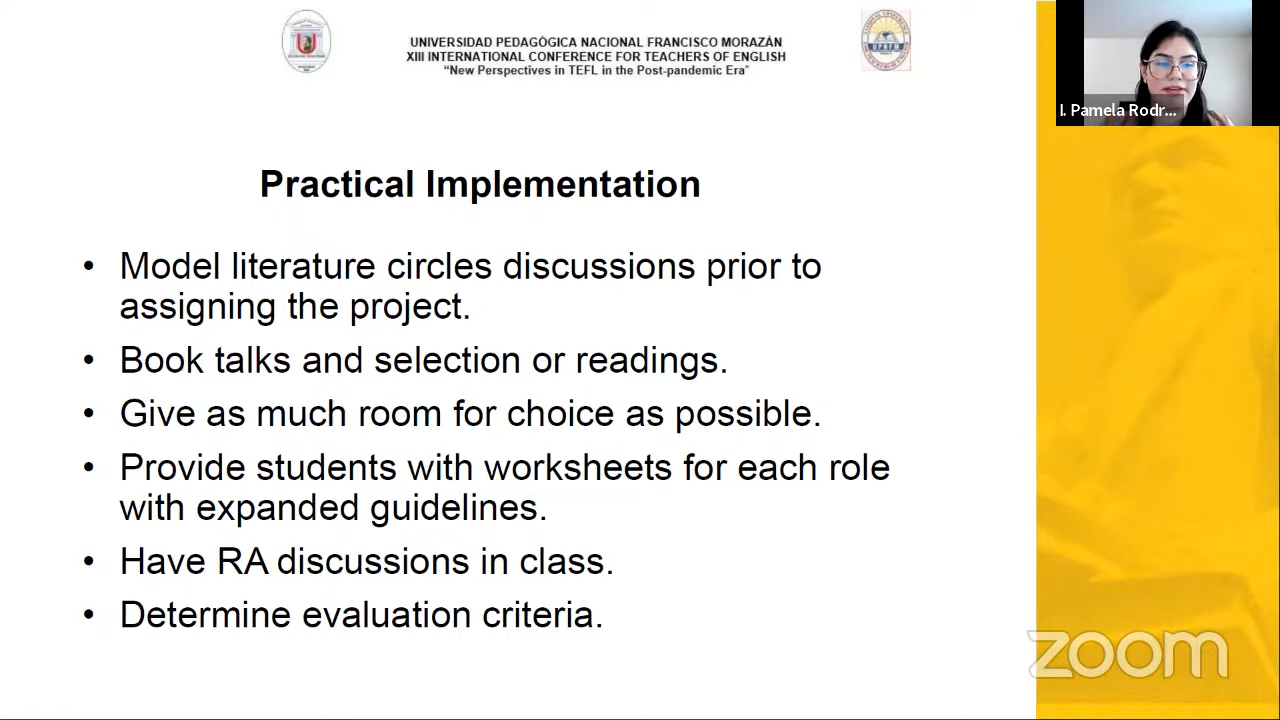 UNIVERSIDAD PEDAGÓGICA NACIONAL FRANCISCO MORAZÁN
XIII INTERNATIONAL CONFERENCE FOR TEACHERS OF ENGLISH
“New Perspectives in TEFL in the Post-pandemic Era”
UPNFM
I. Pamela Rodr...
Practical Implementation
• Model literature circles discussions prior to
assigning the project.
• Book talks and selection or readings.
• Give as much room for choice as possible.
• Provide students with worksheets for each role
with expanded guidelines.
• Have RA discussions in class.
• Determine evaluation criteria.
zoom